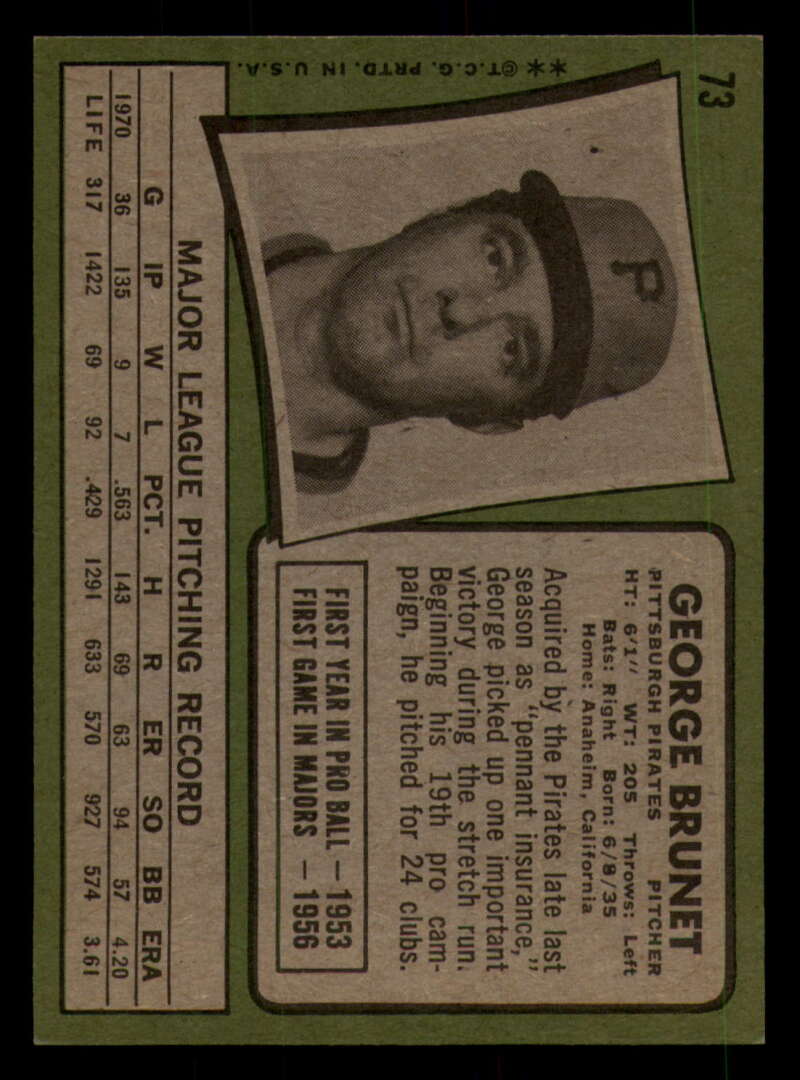 73
**©T.C.G. PRTD. IN U.S.A.
P
GEORGE BRUNET
PITTSBURGH PIRATES PITCHER
HT: 6'1" WT: 205 Throws: Left
Bats: Right Born: 6/8/35
Home: Anaheim, California
Acquired by the Pirates late last
season as "pennant insurance,"
George picked up one important
victory during the stretch run.
Beginning his 19th pro cam-
paign, he pitched for 24 clubs.
FIRST YEAR IN PRO BALL — 1953
FIRST GAME IN MAJORS — 1956
MAJOR LEAGUE PITCHING RECORD
G IP W L PCT. H R ER SO BB ERA
1970 36 135 9 7 .563 143 69 63 94 57 4.20
LIFE 317 1422 69 92 .429 1291 633 570 927 574 3.61